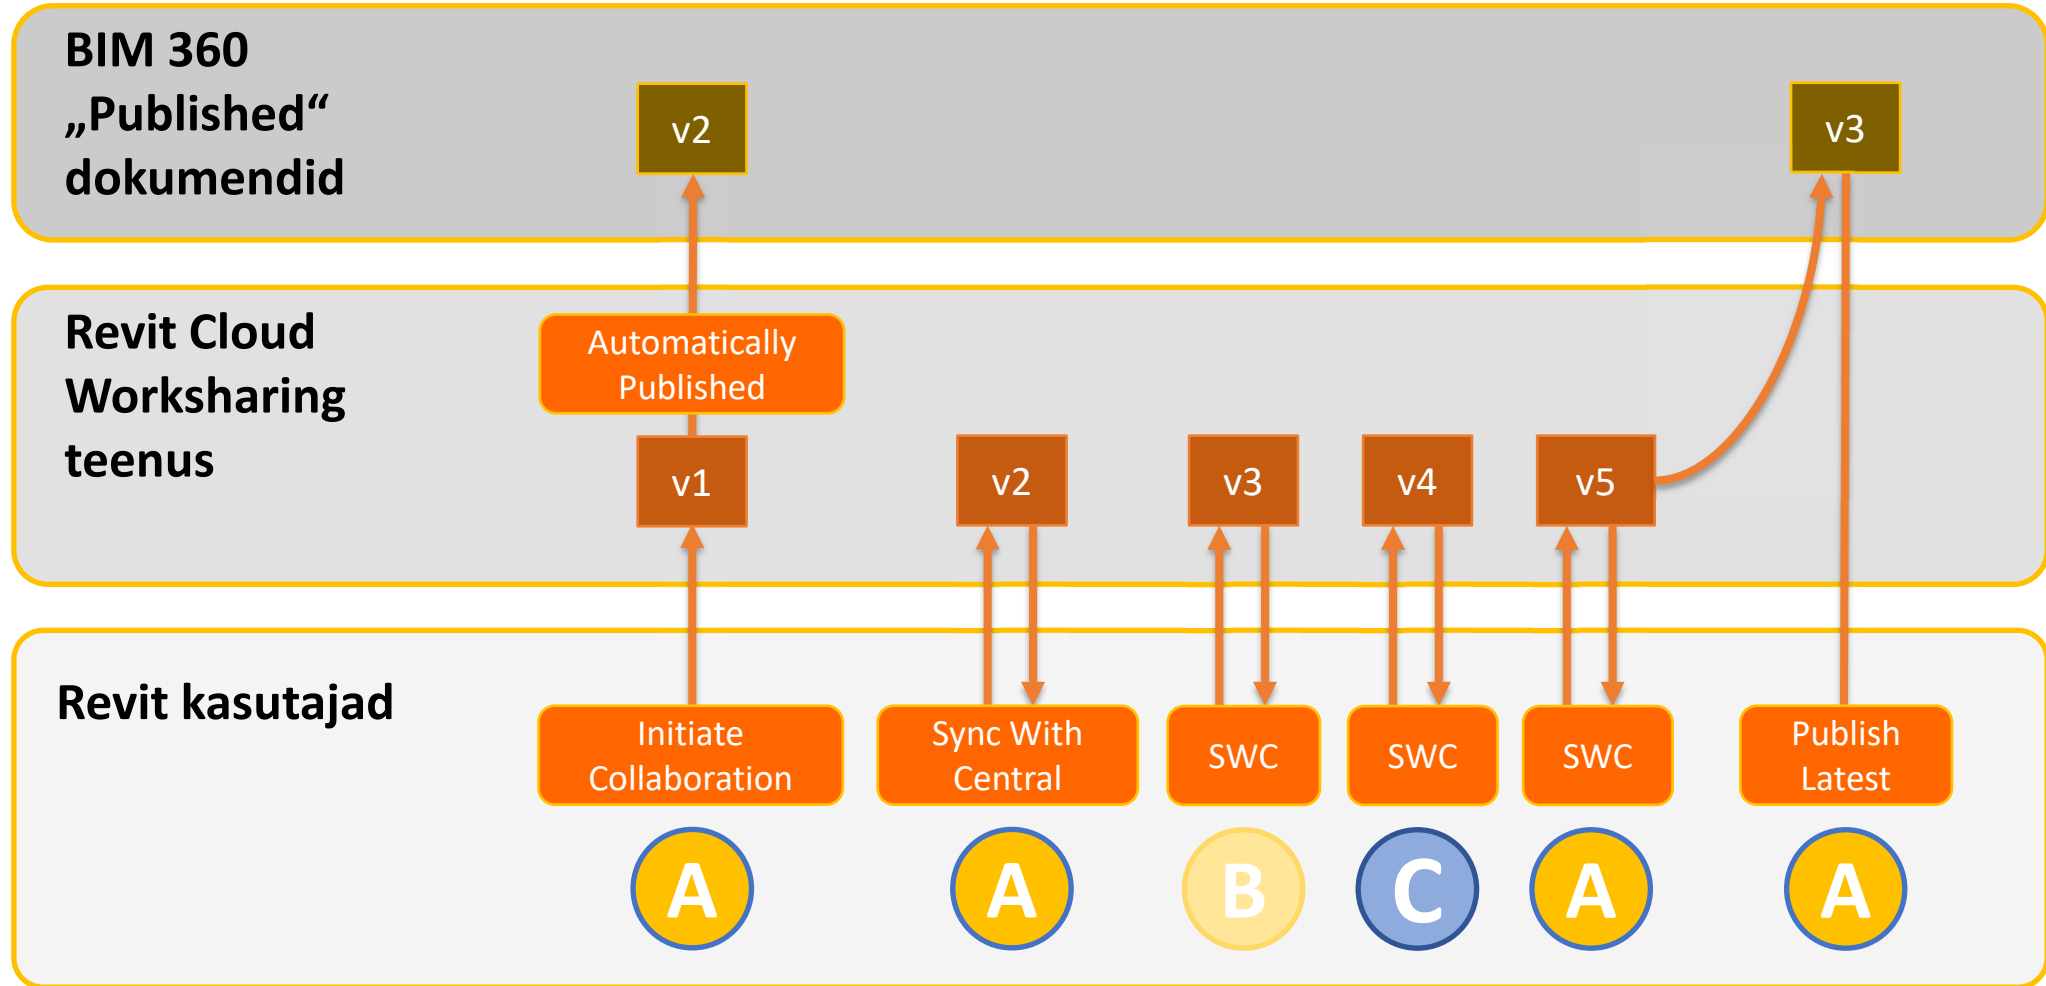 BIM 360
„Published“
dokumendid
v2
v3
Revit Cloud
Worksharing
teenus
Automatically
Published
v1
v2
v3
v4
v5
Revit kasutajad
Initiate
Collaboration
Sync With
Central
SWC
SWC
SWC
Publish
Latest
A
A
B
C
A
A